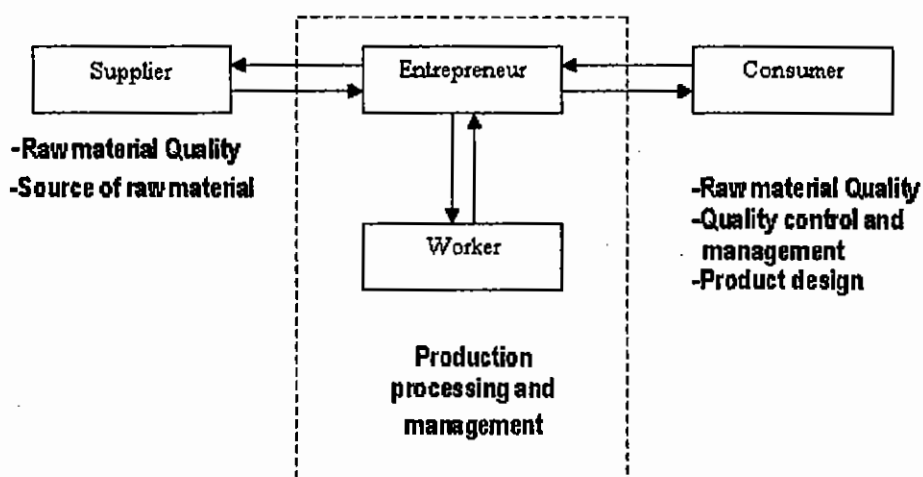 Supplier
Entrepreneur
Consumer
-Raw material Quality
-Source of raw material
Worker
-Raw material Quality
-Quality control and
management
-Product design
Production
processing and
management